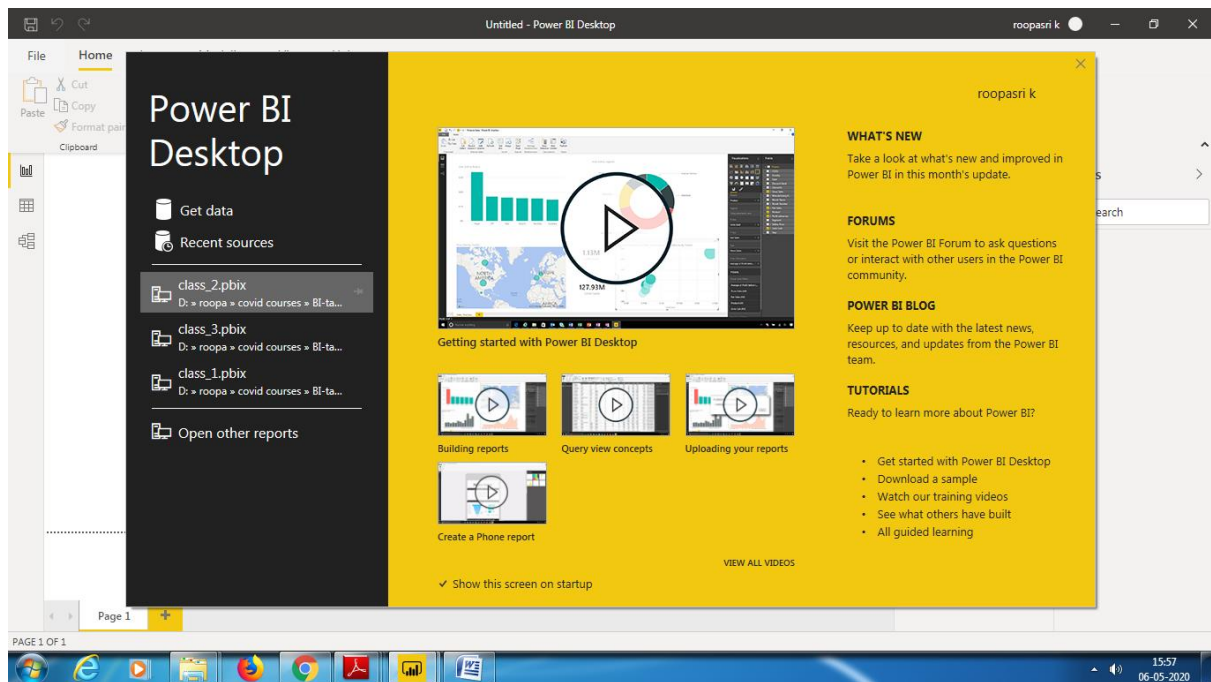 Untitled - Power BI Desktop
roopasri k
File
Home
Cut
Copy
Paste
Format pain
Clipboard
earch
Power BI
Desktop
Get data
Recent sources
class_2.pbix
D: » roopa » covid courses » BI-ta...
class_3.pbix
D: » roopa » covid courses » BI-ta...
class_1.pbix
D: » roopa » covid courses » BI-ta...
Open other reports
127.93M
Getting started with Power BI Desktop
Building reports
Query view concepts
Uploading your reports
Create a Phone report
VIEW ALL VIDEOS
Show this screen on startup
roopasri k
WHAT'S NEW
Take a look at what's new and improved in
Power BI in this month's update.
FORUMS
Visit the Power BI Forum to ask questions
or interact with other users in the Power BI
community.
POWER BI BLOG
Keep up to date with the latest news,
resources, and updates from the Power BI
team.
TUTORIALS
Ready to learn more about Power BI?
• Get started with Power BI Desktop
• Download a sample
• Watch our training videos
• See what others have built
• All guided learning
Page 1
PAGE 1 OF 1
15:57
06-05-2020